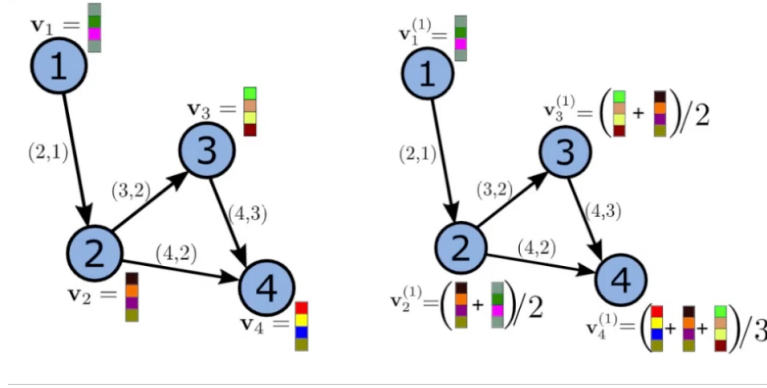 v₁ =
1
v₃ =
3
(2,1)
(3,2)
2
(4,2)
(4,3)
4
v₂ =
v₄ =
v₁⁽¹⁾=
1
v₃⁽¹⁾=( + )/2
3
(2,1)
(3,2)
2
(4,2)
(4,3)
4
v₂⁽¹⁾=( + )/2
v₄⁽¹⁾=( + + )/3